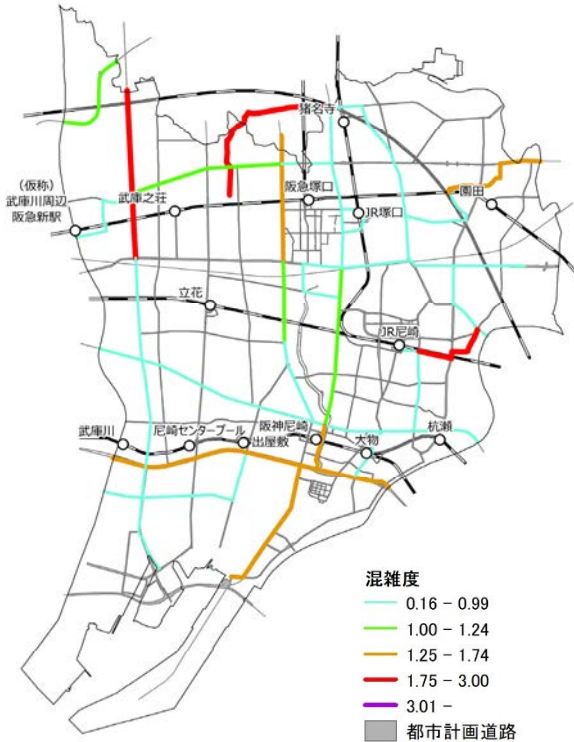 猪名寺
(仮称)
武庫川周辺
阪急新駅
武庫之荘
阪急塚口
園田
JR塚口
立花
JR尼崎
武庫川
尼崎センタープール
出屋敷
阪神尼崎
大物
杭瀬
混雑度
0.16 - 0.99
1.00 - 1.24
1.25 - 1.74
1.75 - 3.00
3.01 -
都市計画道路